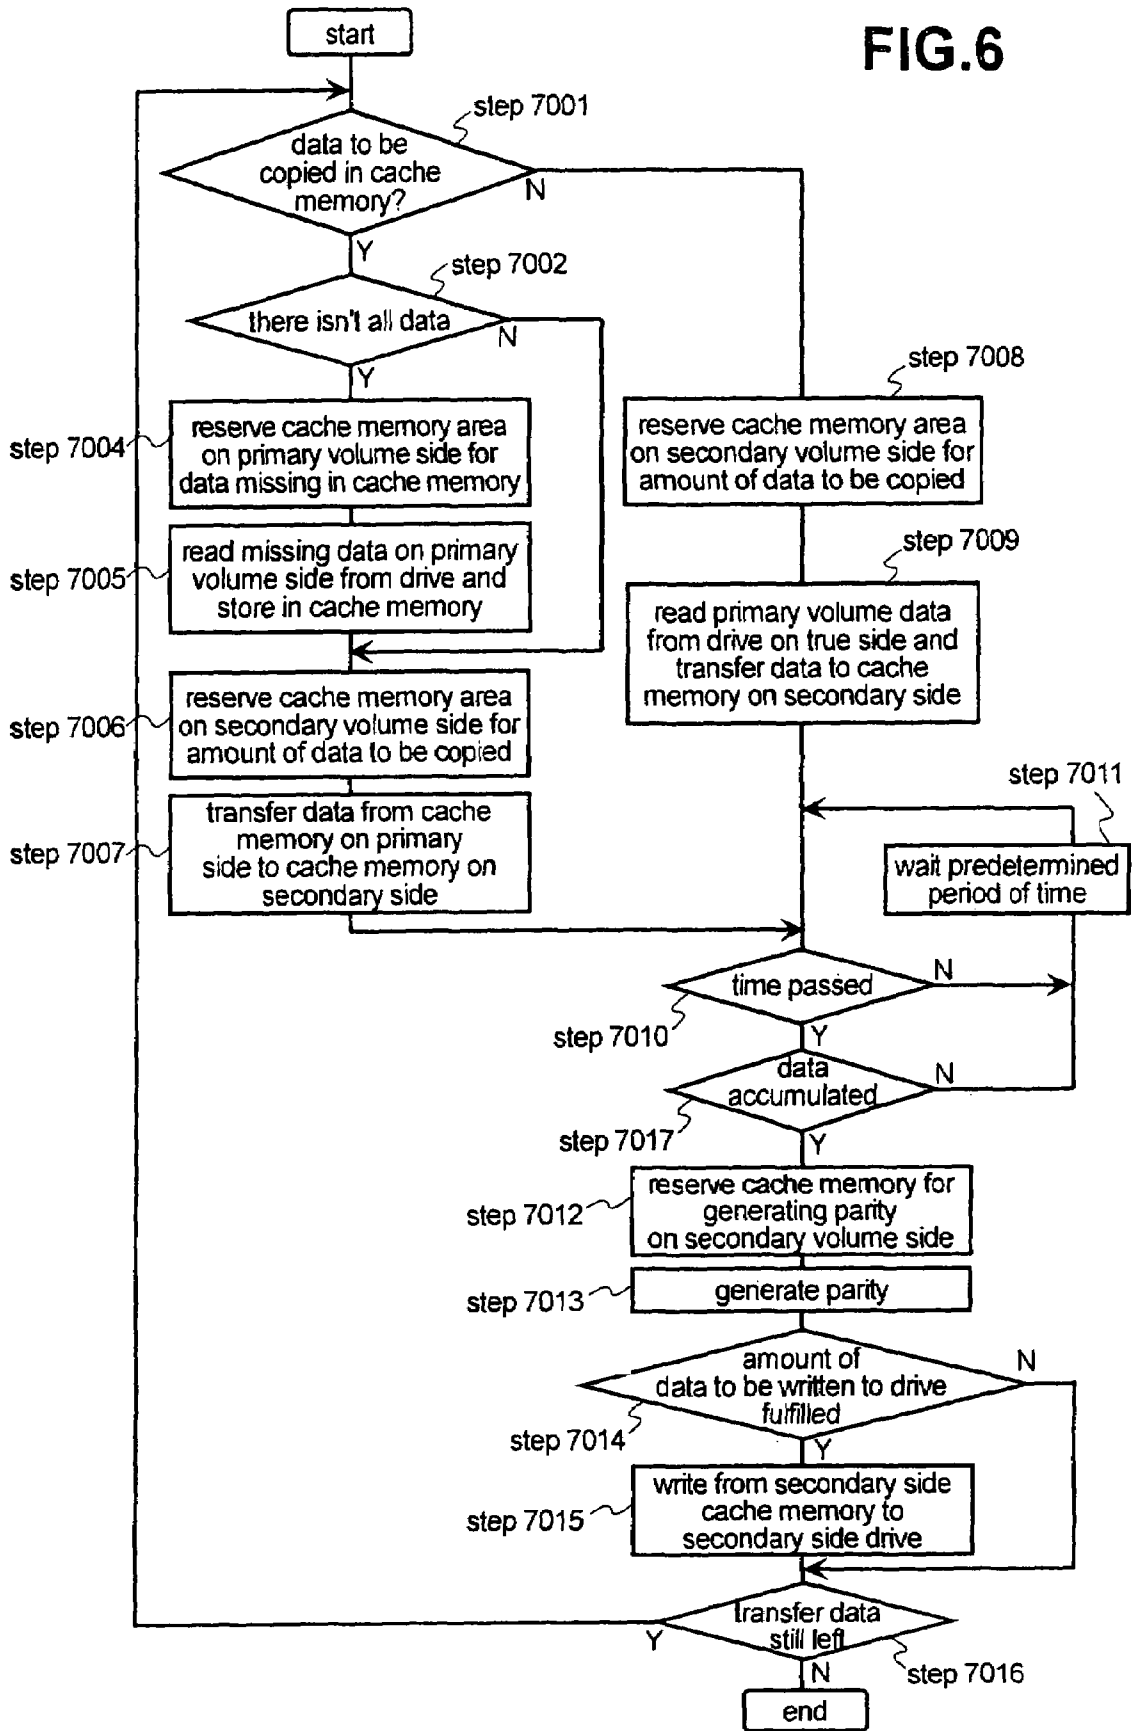 start
FIG.6
step 7001
data to be
copied in cache
memory?
N
Y
step 7002
there isn't all data
N
Y
step 7004
reserve cache memory area
on primary volume side for
data missing in cache memory
step 7005
read missing data on primary
volume side from drive and
store in cache memory
step 7006
reserve cache memory area
on secondary volume side for
amount of data to be copied
step 7007
transfer data from cache
memory on primary
side to cache memory on
secondary side
step 7008
reserve cache memory area
on secondary volume side for
amount of data to be copied
step 7009
read primary volume data
from drive on true side and
transfer data to cache
memory on secondary side
step 7011
wait predetermined
period of time
time passed
N
step 7010
Y
data
accumulated
N
step 7017
Y
step 7012
reserve cache memory for
generating parity
on secondary volume side
step 7013
generate parity
amount of
data to be written to drive
fulfilled
N
step 7014
Y
step 7015
write from secondary side
cache memory to
secondary side drive
transfer data
still left
Y
N
step 7016
end